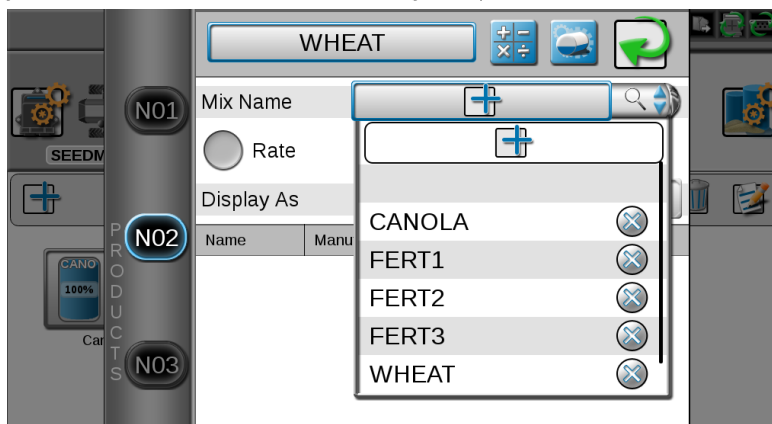 WHEAT
N01
Mix Name
Rate
SEEDM
Display As
CANOLA
N02
Name
Manu
FERT1
PRODUCTS
CANO
100%
FERT2
Car
FERT3
N03
WHEAT